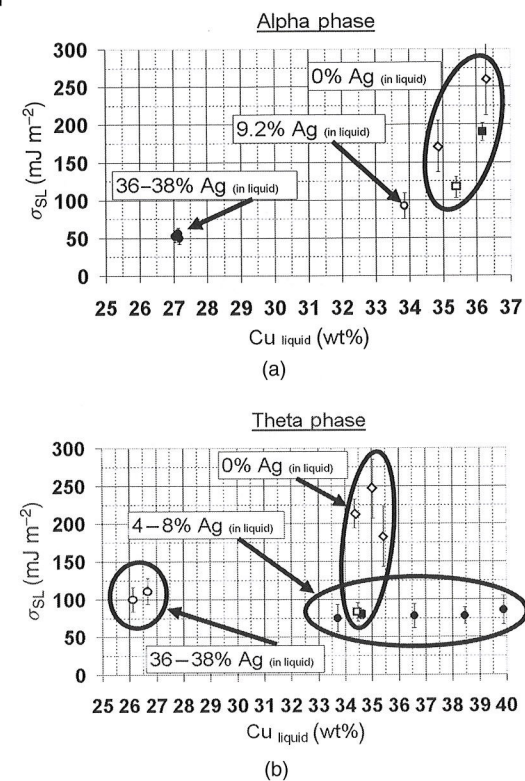 Alpha phase
300
250
200
150
100
50
0
σSL (mJ m−2)
0% Ag (in liquid)
9.2% Ag (in liquid)
36–38% Ag (in liquid)
25 26 27 28 29 30 31 32 33 34 35 36 37
Cu liquid (wt%)
(a)
Theta phase
300
250
200
150
100
50
0
σSL (mJ m−2)
0% Ag (in liquid)
4–8% Ag (in liquid)
36–38% Ag (in liquid)
25 26 27 28 29 30 31 32 33 34 35 36 37 38 39 40
Cu liquid (wt%)
(b)